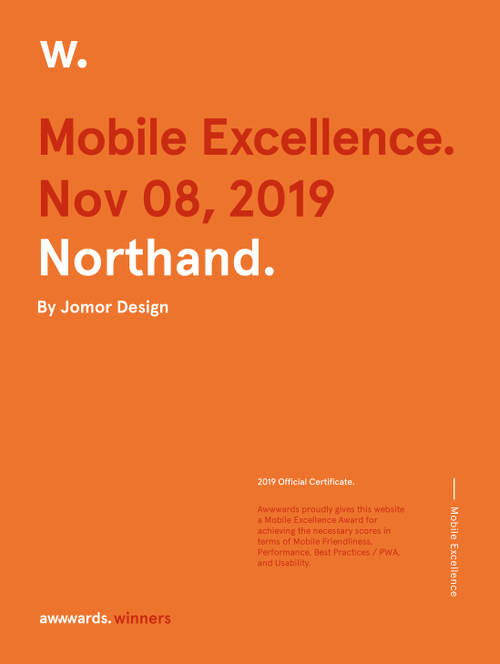 w.
Mobile Excellence.
Nov 08, 2019
Northand.
By Jomor Design
2019 Official Certificate.
Awwwards proudly gives this website
a Mobile Excellence Award for
achieving the necessary scores in
terms of Mobile Friendliness,
Performance, Best Practices / PWA,
and Usability.
Mobile Excellence
awwwards.winners